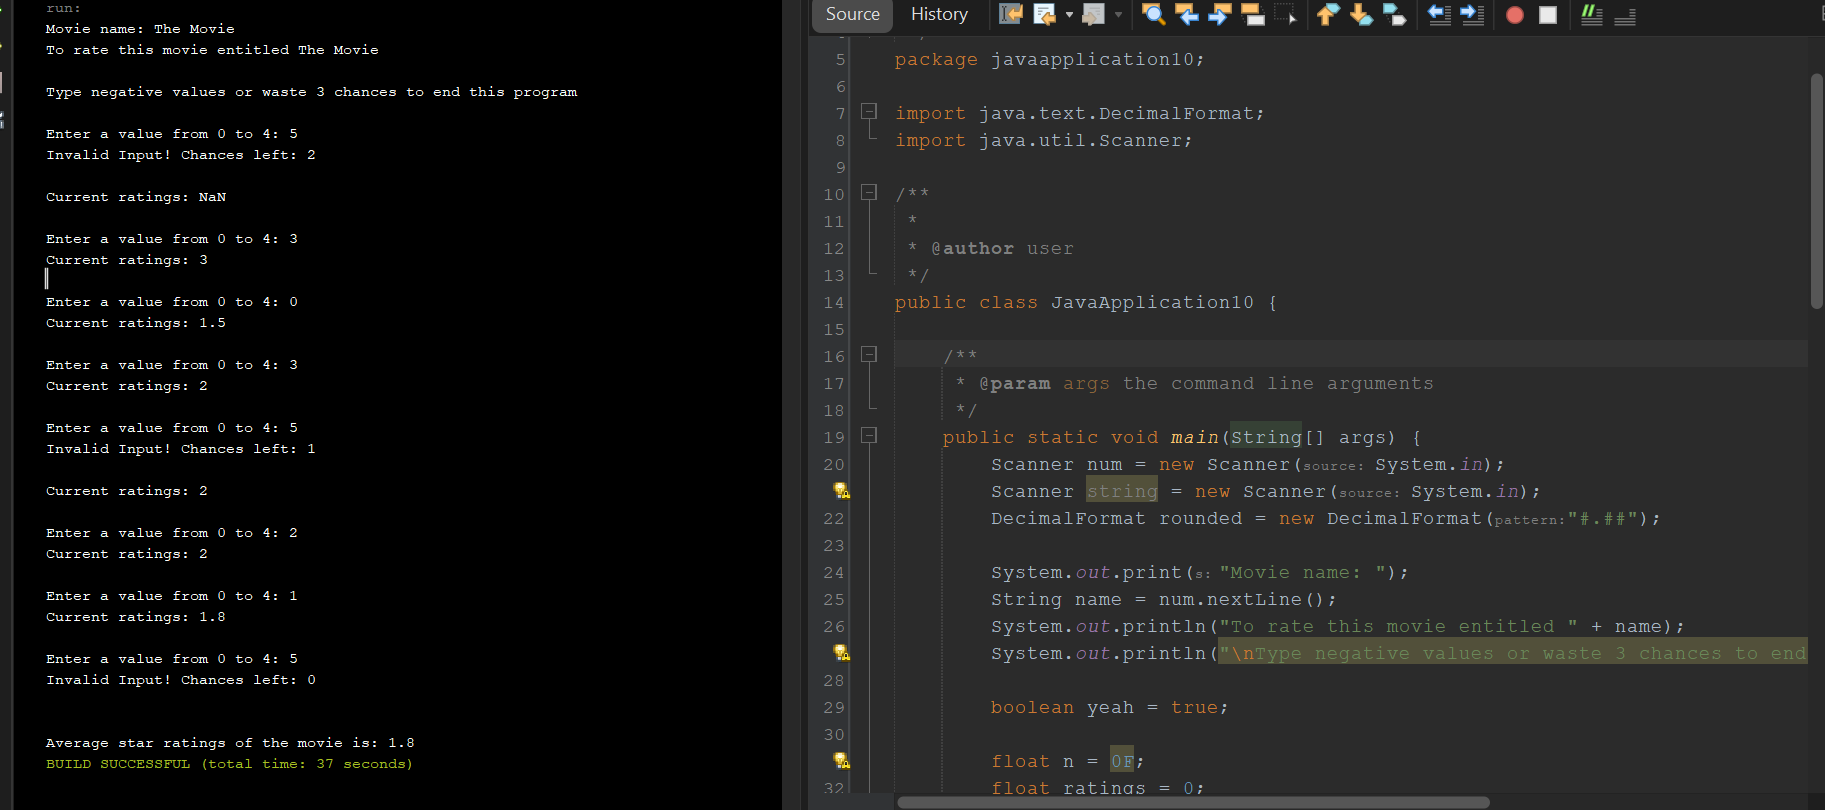 run:
Movie name: The Movie
To rate this movie entitled The Movie
Type negative values or waste 3 chances to end this program
Enter a value from 0 to 4: 5
Invalid Input! Chances left: 2
Current ratings: NaN
Enter a value from 0 to 4: 3
Current ratings: 3
Enter a value from 0 to 4: 0
Current ratings: 1.5
Enter a value from 0 to 4: 3
Current ratings: 2
Enter a value from 0 to 4: 5
Invalid Input! Chances left: 1
Current ratings: 2
Enter a value from 0 to 4: 2
Current ratings: 2
Enter a value from 0 to 4: 1
Current ratings: 1.8
Enter a value from 0 to 4: 5
Invalid Input! Chances left: 0
Average star ratings of the movie is: 1.8
BUILD SUCCESSFUL (total time: 37 seconds)
Source History
5 package javaapplication10;
6
7 import java.text.DecimalFormat;
8 import java.util.Scanner;
9
10 /**
11 *
12 * @author user
13 */
14 public class JavaApplication10 {
15
16 /**
17 * @param args the command line arguments
18 */
19 public static void main(String[] args) {
20 Scanner num = new Scanner(source: System.in);
Scanner string = new Scanner(source: System.in);
22 DecimalFormat rounded = new DecimalFormat(pattern:"#.##");
23
24 System.out.print(s: "Movie name: ");
25 String name = num.nextLine();
26 System.out.println("To rate this movie entitled " + name);
System.out.println("\nType negative values or waste 3 chances to end
28
29 boolean yeah = true;
30
float n = 0F;
32 float ratings = 0;